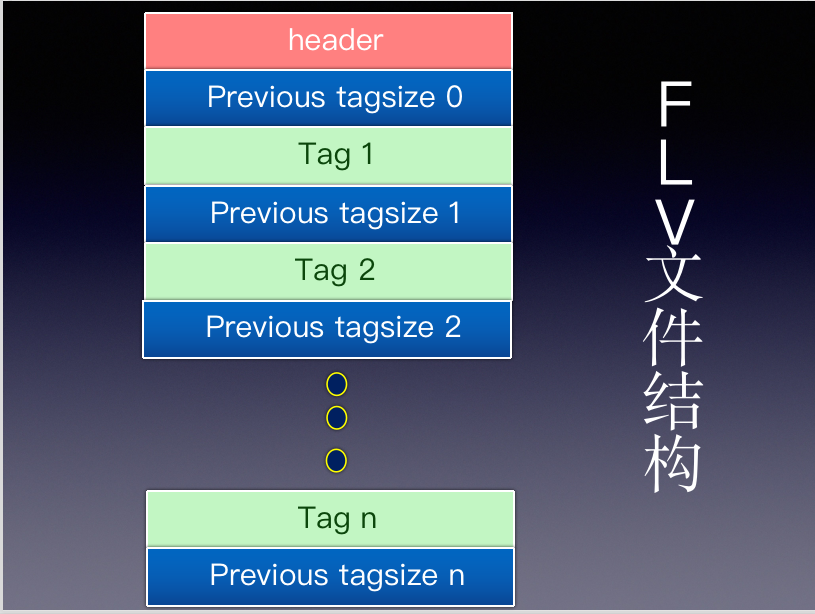 header
Previous tagsize 0
Tag 1
Previous tagsize 1
Tag 2
Previous tagsize 2
Tag n
Previous tagsize n
FLV文件结构